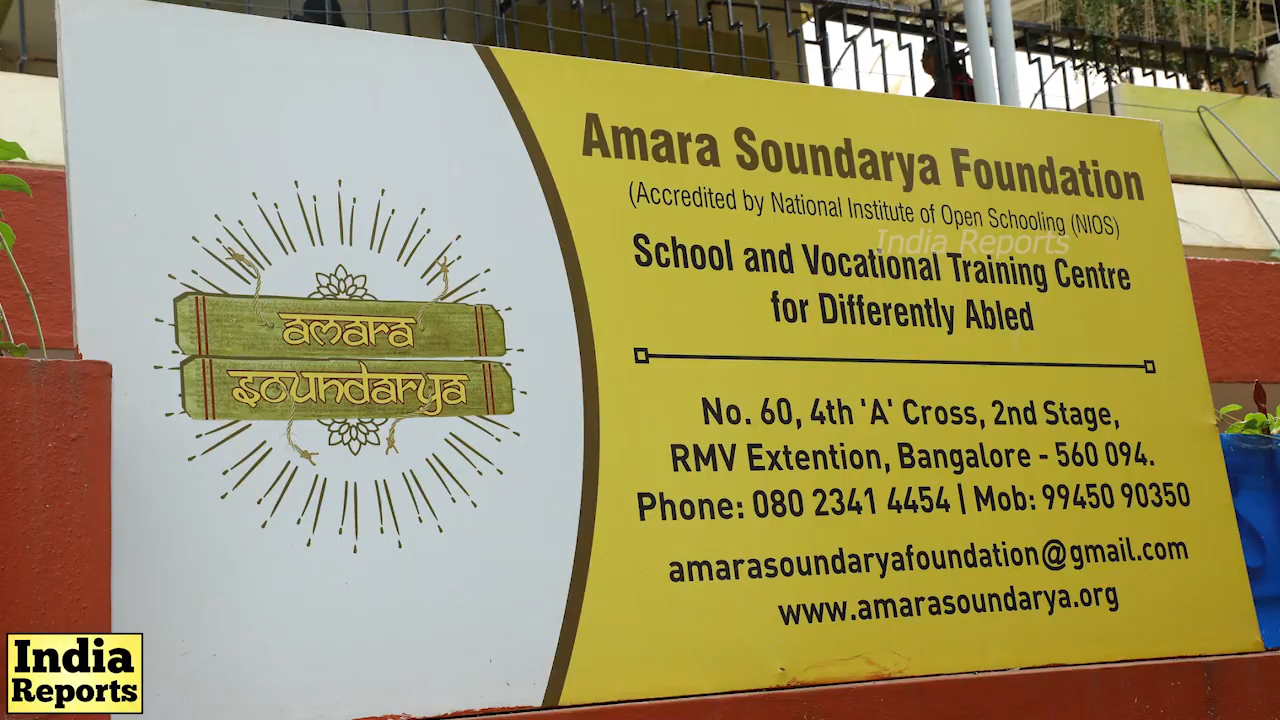 Amara Soundarya Foundation
(Accredited by National Institute of Open Schooling (NIOS)
India Reports
School and Vocational Training Centre
for Differently Abled
amara
soundarya
No. 60, 4th 'A' Cross, 2nd Stage,
RMV Extention, Bangalore - 560 094.
Phone: 080 2341 4454 | Mob: 99450 90350
amarasoundaryafoundation@gmail.com
www.amarasoundarya.org
India
Reports